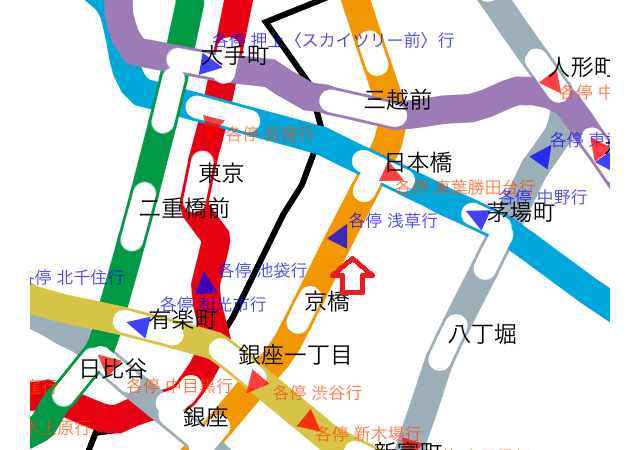 各停 押上〈スカイツリー前〉行
大手町
人形町
各停 中
三越前
各停 荻窪行
各停 東
日本橋
東京
各停 東葉勝田台行
各停 中野行
二重橋前
茅場町
各停 浅草行
各停 池袋行
各停 北千住行
各停 和光市行
京橋
有楽町
八丁堀
銀座一丁目
日比谷
各停 中目黒行
各停 渋谷行
銀座
木上原行
各停 新木場行
新富町